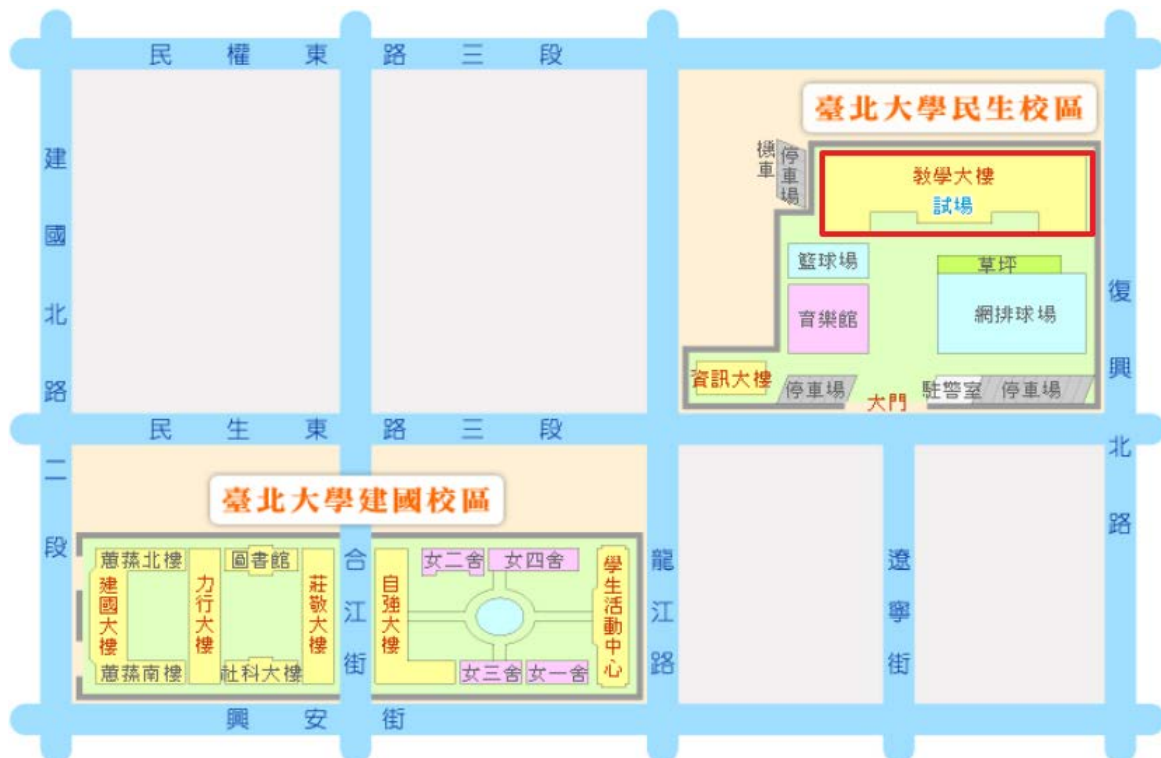 民權東路三段
臺北大學民生校區
機車
停車場
教學大樓
試場
建國北路二段
籃球場
草坪
育樂館
網排球場
復興北路
資訊大樓
停車場
大門
駐警室
停車場
民生東路三段
臺北大學建國校區
蕙蓀北樓
圖書館
女二舍
女四舍
建國大樓
力行大樓
莊敬大樓
合江街
自強大樓
學生活動中心
龍江路
遼寧街
蕙蓀南樓
社科大樓
女三舍
女一舍
興安街